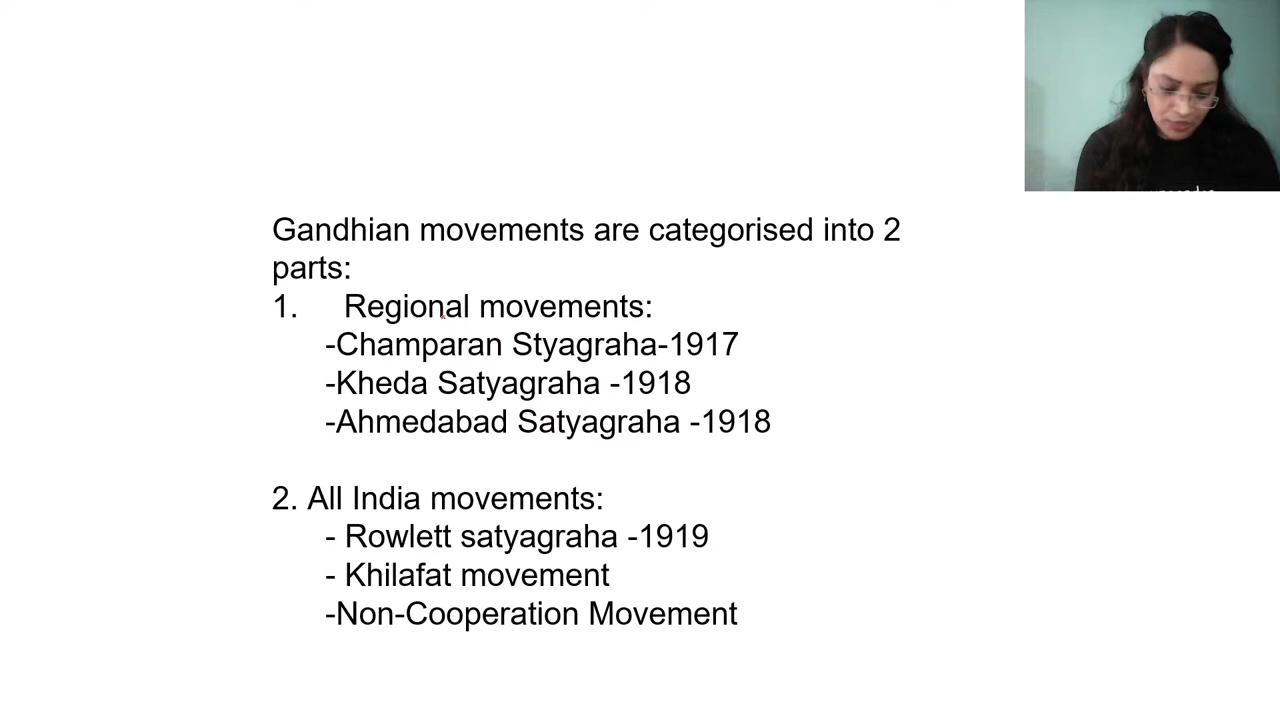 Gandhian movements are categorised into 2
parts:
1. Regional movements:
-Champaran Styagraha-1917
-Kheda Satyagraha -1918
-Ahmedabad Satyagraha -1918
2. All India movements:
- Rowlett satyagraha -1919
- Khilafat movement
-Non-Cooperation Movement